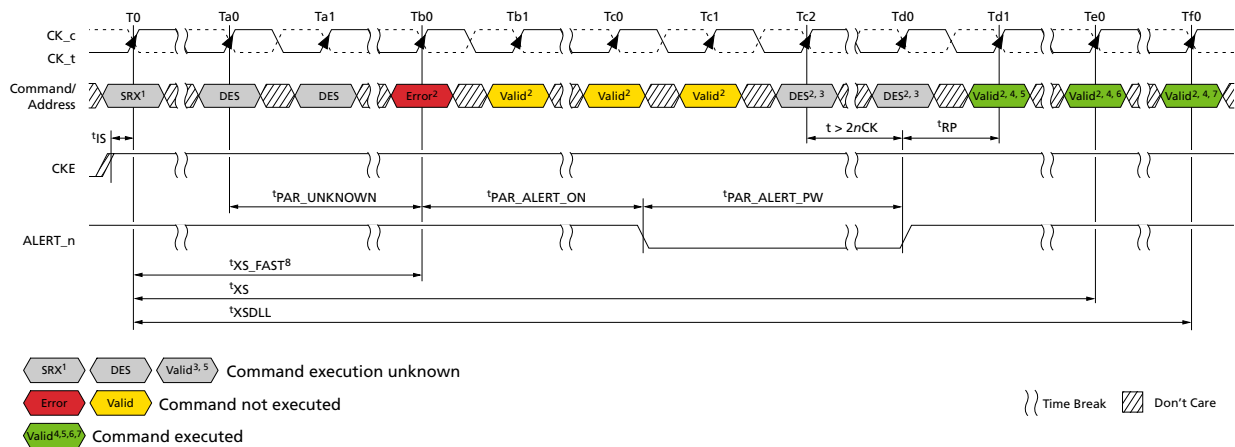 T0 Ta0 Ta1 Tb0 Tb1 Tc0 Tc1 Tc2 Td0 Td1 Te0 Tf0
CK_c
CK_t
Command/
Address
SRX1 DES DES Error2 Valid2 Valid2 Valid2 DES2, 3 DES2, 3 Valid2, 4, 5 Valid2, 4, 6 Valid2, 4, 7
tIS
t > 2nCK
tRP
CKE
tPAR_UNKNOWN tPAR_ALERT_ON tPAR_ALERT_PW
ALERT_n
tXS_FAST8
tXS
tXSDLL
SRX1 DES Valid3, 5 Command execution unknown
Error Valid Command not executed
Time Break Don't Care
Valid4,5,6,7 Command executed